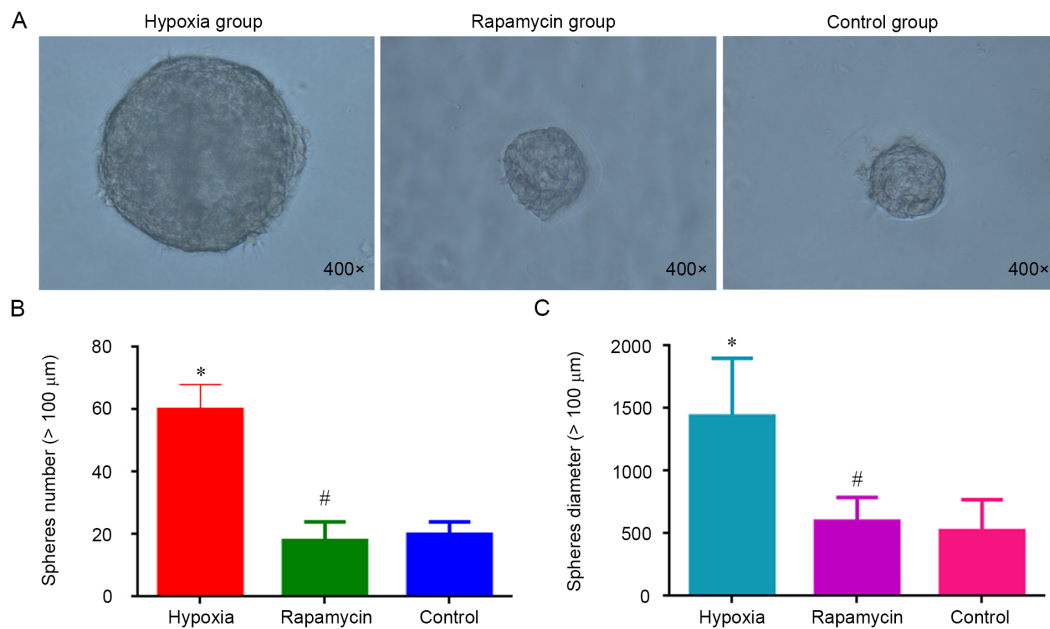 A
Hypoxia group
Rapamycin group
Control group
400×
400×
400×
B
Spheres number (> 100 μm)
80
60
40
20
0
*
#
Hypoxia
Rapamycin
Control
C
Spheres diameter (> 100 μm)
2000
1500
1000
500
0
*
#
Hypoxia
Rapamycin
Control